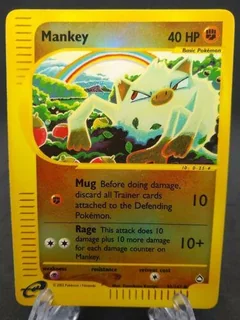 Mankey 40 HP
Basic Pokémon
Mug Before doing damage,
discard all Trainer cards
attached to the Defending
Pokémon.
10
Rage This attack does 10
damage plus 10 more damage
for each damage counter on
Mankey.
10+
weakness resistance retreat cost
e